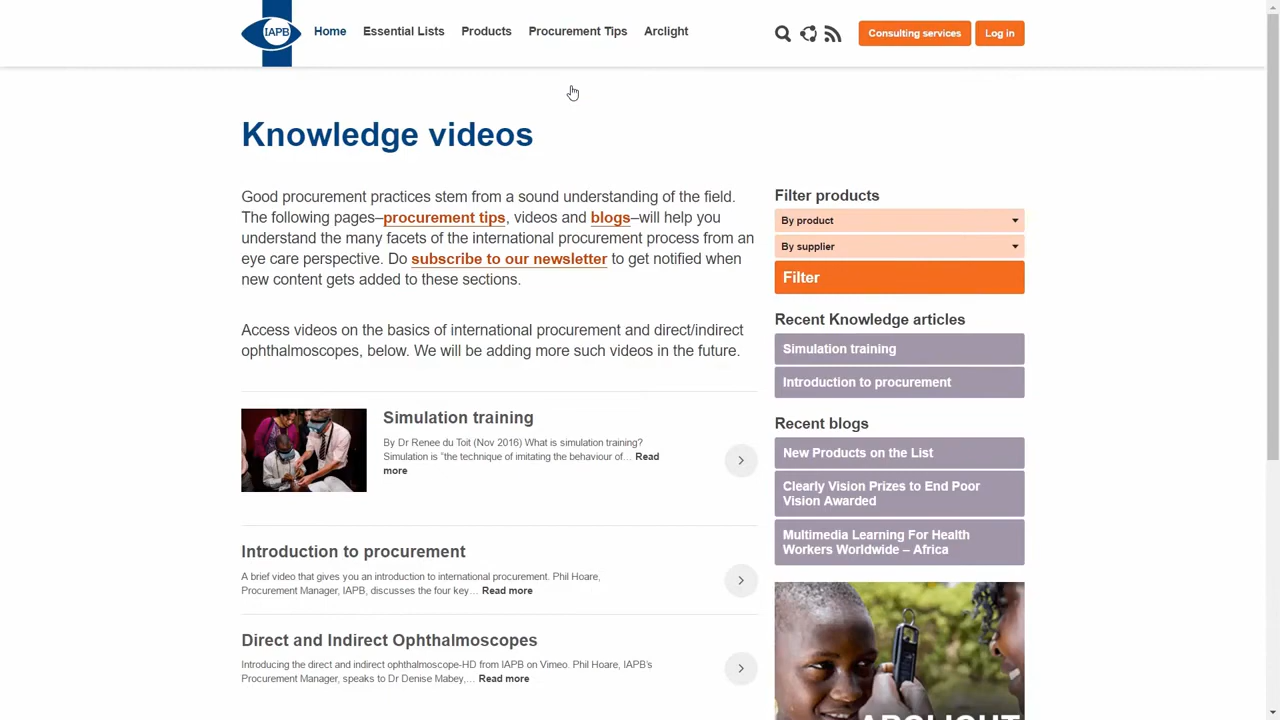 IAPB
Home
Essential Lists
Products
Procurement Tips
Arclight
Consulting services
Log in
Knowledge videos
Good procurement practices stem from a sound understanding of the field.
The following pages–procurement tips, videos and blogs–will help you
understand the many facets of the international procurement process from an
eye care perspective. Do subscribe to our newsletter to get notified when
new content gets added to these sections.
Access videos on the basics of international procurement and direct/indirect
ophthalmoscopes, below. We will be adding more such videos in the future.
Simulation training
By Dr Renee du Toit (Nov 2016) What is simulation training?
Simulation is “the technique of imitating the behaviour of… Read
more
Introduction to procurement
A brief video that gives you an introduction to international procurement. Phil Hoare,
Procurement Manager, IAPB, discusses the four key… Read more
Direct and Indirect Ophthalmoscopes
Introducing the direct and indirect ophthalmoscope-HD from IAPB on Vimeo. Phil Hoare, IAPB's
Procurement Manager, speaks to Dr Denise Mabey,… Read more
Filter products
By product
By supplier
Filter
Recent Knowledge articles
Simulation training
Introduction to procurement
Recent blogs
New Products on the List
Clearly Vision Prizes to End Poor
Vision Awarded
Multimedia Learning For Health
Workers Worldwide – Africa
ARCLIGHT